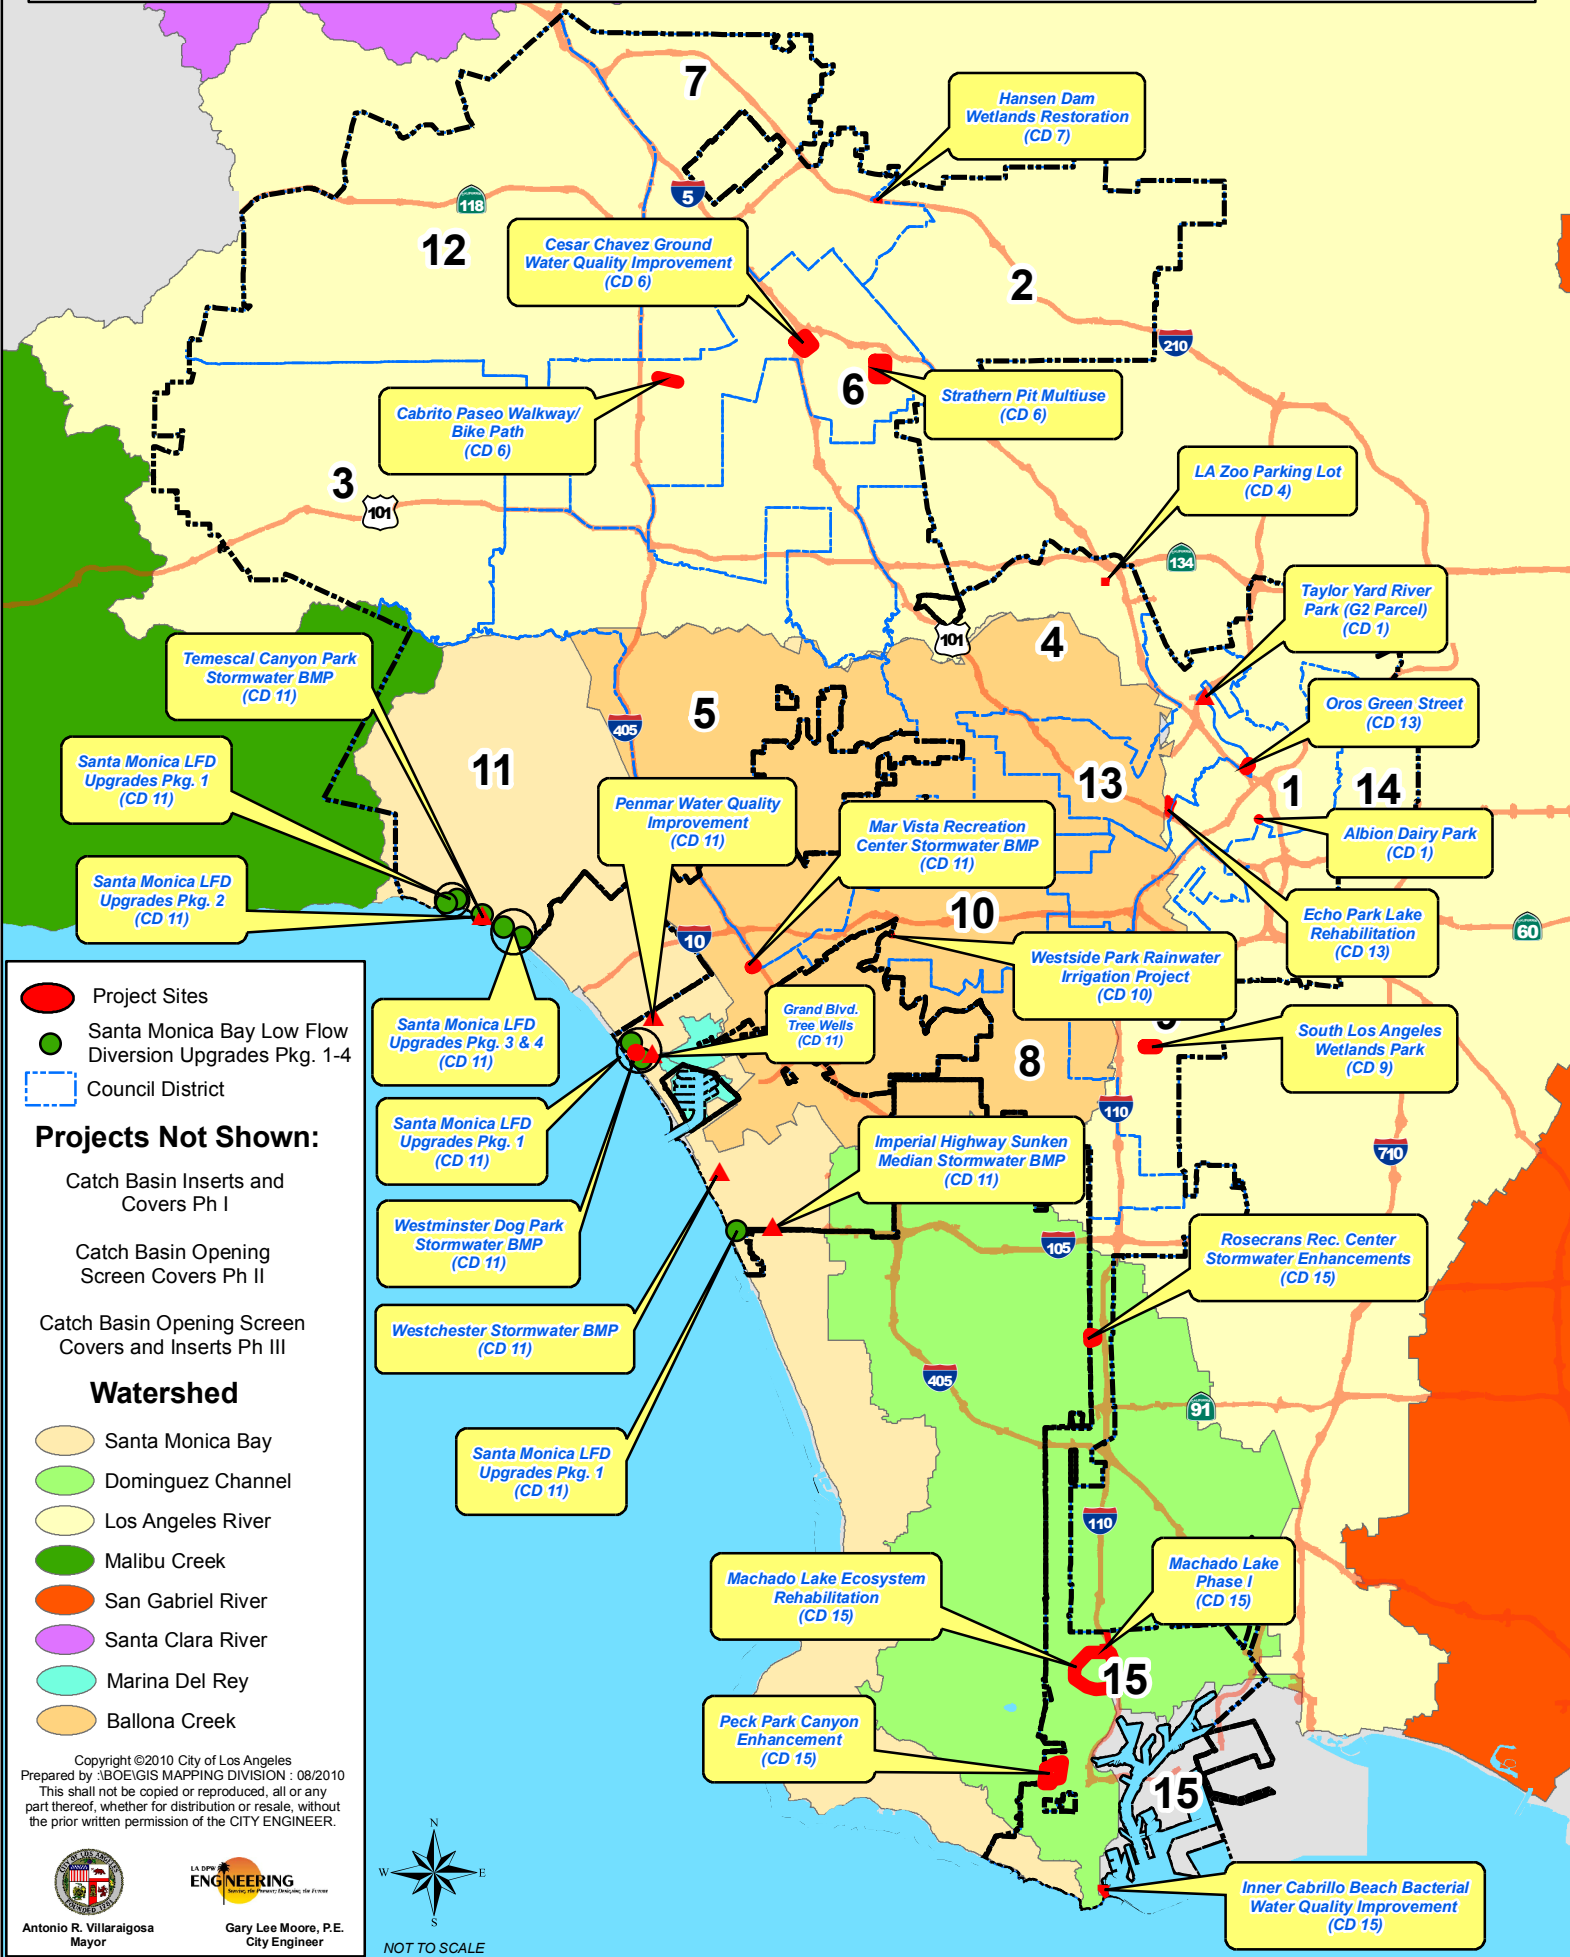 7
Hansen Dam
Wetlands Restoration
(CD 7)
118
5
12
Cesar Chavez Ground
Water Quality Improvement
(CD 6)
2
210
6
Strathern Pit Multiuse
(CD 6)
Cabrito Paseo Walkway/
Bike Path
(CD 6)
3
101
LA Zoo Parking Lot
(CD 4)
134
Taylor Yard River
Park (G2 Parcel)
(CD 1)
101
4
Temescal Canyon Park
Stormwater BMP
(CD 11)
5
405
Oros Green Street
(CD 13)
Santa Monica LFD
Upgrades Pkg. 1
(CD 11)
11
13
1
14
Penmar Water Quality
Improvement
(CD 11)
Mar Vista Recreation
Center Stormwater BMP
(CD 11)
Albion Dairy Park
(CD 1)
Santa Monica LFD
Upgrades Pkg. 2
(CD 11)
10
10
Echo Park Lake
Rehabilitation
(CD 13)
60
Westside Park Rainwater
Irrigation Project
(CD 10)
Santa Monica LFD
Upgrades Pkg. 3 & 4
(CD 11)
Grand Blvd.
Tree Wells
(CD 11)
8
South Los Angeles
Wetlands Park
(CD 9)
110
Santa Monica LFD
Upgrades Pkg. 1
(CD 11)
Imperial Highway Sunken
Median Stormwater BMP
(CD 11)
710
Westminster Dog Park
Stormwater BMP
(CD 11)
105
Rosecrans Rec. Center
Stormwater Enhancements
(CD 15)
Westchester Stormwater BMP
(CD 11)
405
91
Santa Monica LFD
Upgrades Pkg. 1
(CD 11)
110
Machado Lake Ecosystem
Rehabilitation
(CD 15)
Machado Lake
Phase I
(CD 15)
15
Peck Park Canyon
Enhancement
(CD 15)
15
Inner Cabrillo Beach Bacterial
Water Quality Improvement
(CD 15)
Project Sites
Santa Monica Bay Low Flow
Diversion Upgrades Pkg. 1-4
Council District
Projects Not Shown:
Catch Basin Inserts and
Covers Ph I
Catch Basin Opening
Screen Covers Ph II
Catch Basin Opening Screen
Covers and Inserts Ph III
Watershed
Santa Monica Bay
Dominguez Channel
Los Angeles River
Malibu Creek
San Gabriel River
Santa Clara River
Marina Del Rey
Ballona Creek
Copyright ©2010 City of Los Angeles
Prepared by :\BOE\GIS MAPPING DIVISION : 08/2010
This shall not be copied or reproduced, all or any
part thereof, whether for distribution or resale, without
the prior written permission of the CITY ENGINEER.
LA DPW
ENGINEERING
Serving the Present; Designing the Future
Antonio R. Villaraigosa
Mayor
Gary Lee Moore, P.E.
City Engineer
N
W
E
S
NOT TO SCALE